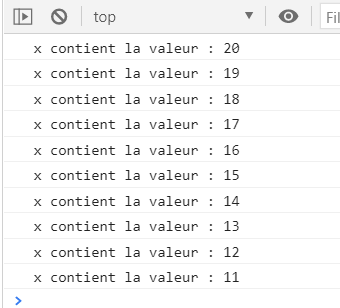 top
Fil
x contient la valeur : 20
x contient la valeur : 19
x contient la valeur : 18
x contient la valeur : 17
x contient la valeur : 16
x contient la valeur : 15
x contient la valeur : 14
x contient la valeur : 13
x contient la valeur : 12
x contient la valeur : 11